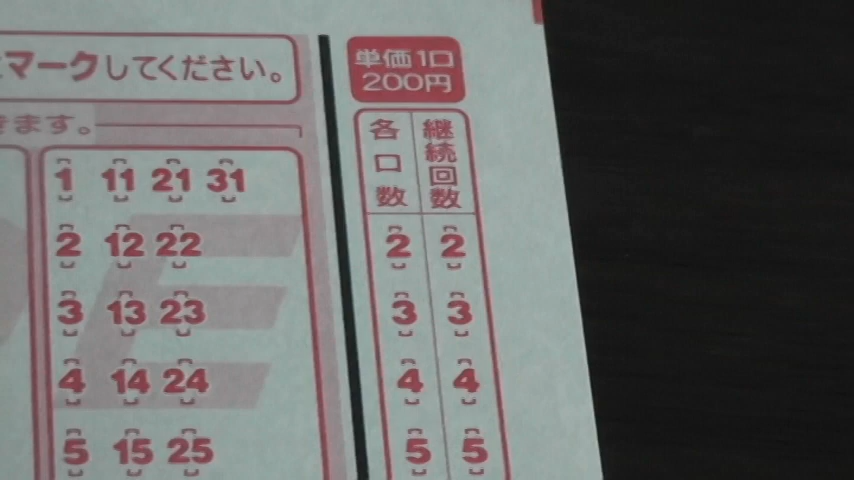 マークしてください。
単価1口
200円
きます。
各口数 継続回数
1 11 21 31
2 12 22
2 2
3 13 23
3 3
4 14 24
4 4
5 15 25
5 5
E